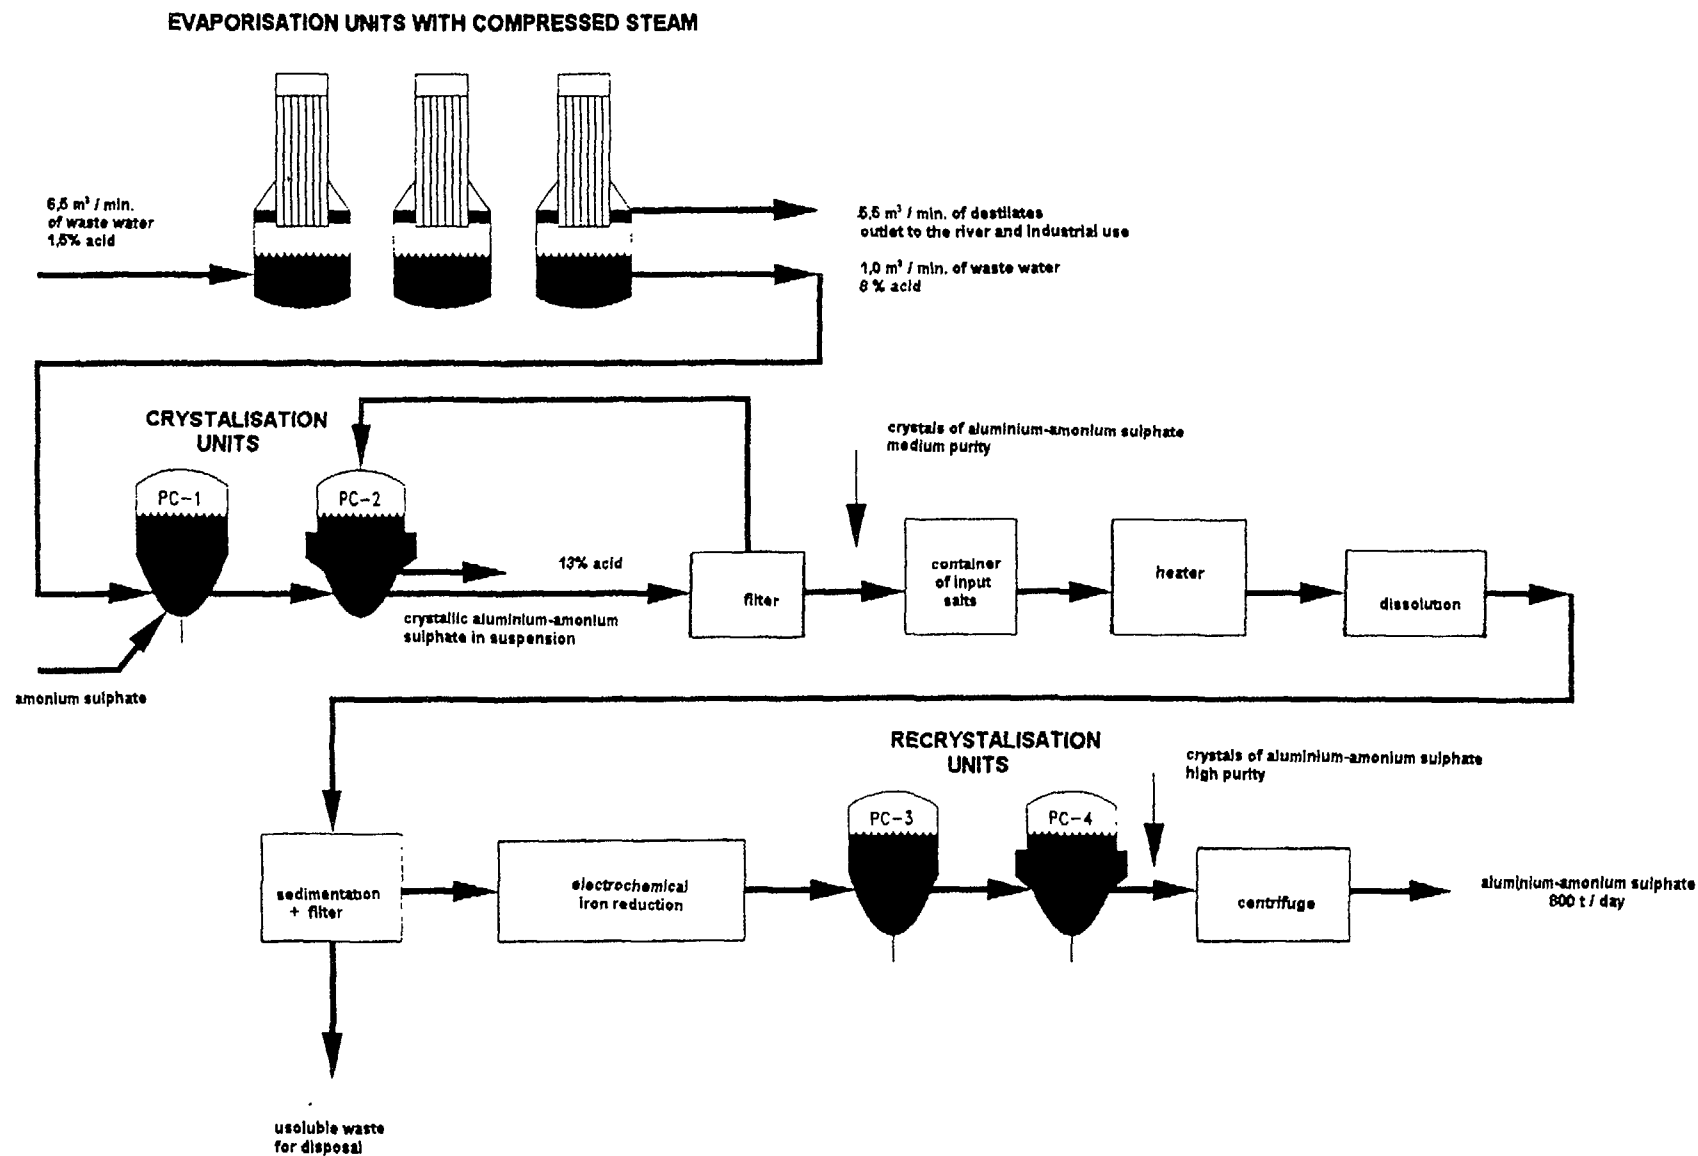 EVAPORISATION UNITS WITH COMPRESSED STEAM
6,5 m³ / min.
of waste water
1,5% acid
5,5 m³ / min. of destilates
outlet to the river and industrial use
1,0 m³ / min. of waste water
8 % acid
CRYSTALISATION
UNITS
PC-1
PC-2
13% acid
crystallic aluminium-amonium
sulphate in suspension
amonium sulphate
filter
crystals of aluminium-amonium sulphate
medium purity
container
of input
salts
heater
dissolution
RECRYSTALISATION
UNITS
crystals of aluminium-amonium sulphate
high purity
sedimentation
+ filter
electrochemical
iron reduction
PC-3
PC-4
centrifuge
aluminium-amonium sulphate
800 t / day
usoluble waste
for disposal